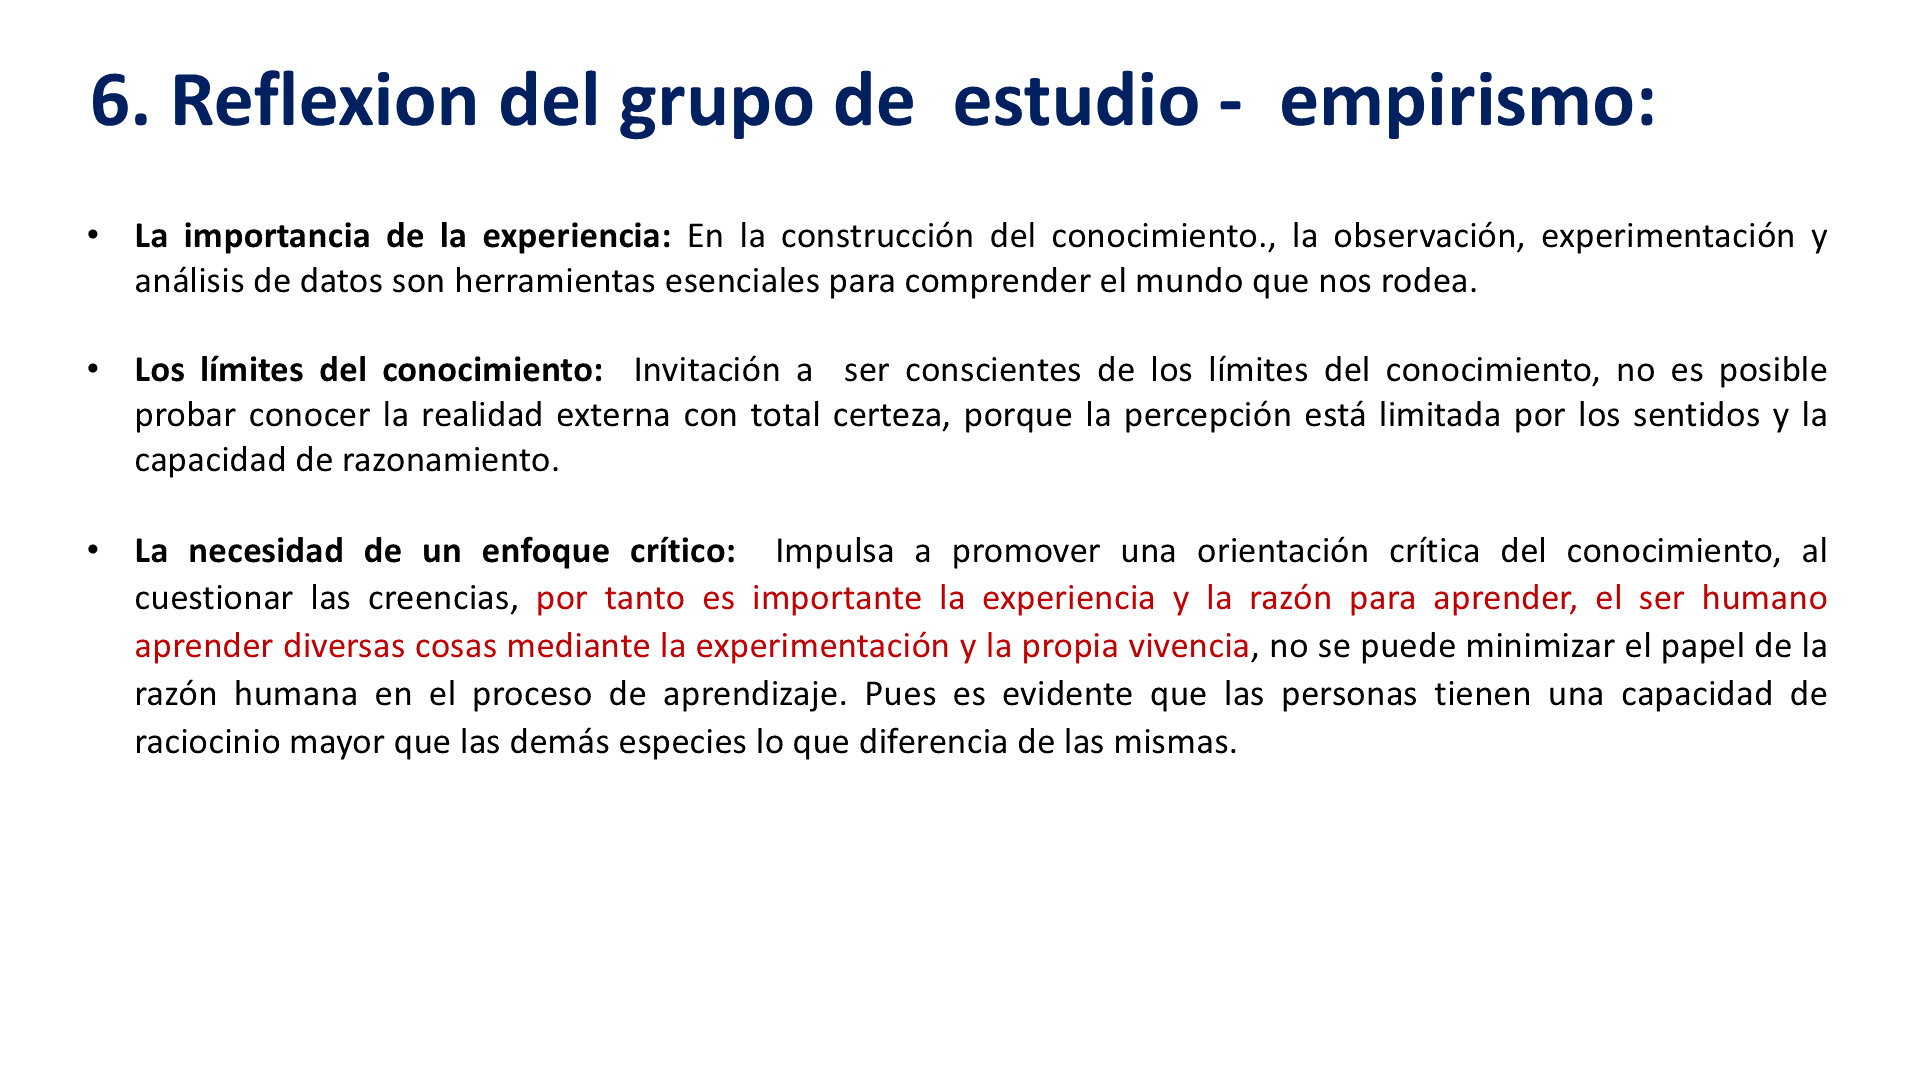 6. Reflexion del grupo de  estudio -  empirismo:
• La importancia de la experiencia: En la construcción del conocimiento., la observación, experimentación y
análisis de datos son herramientas esenciales para comprender el mundo que nos rodea.
• Los límites del conocimiento:  Invitación a  ser conscientes de los límites del conocimiento, no es posible
probar conocer la realidad externa con total certeza, porque la percepción está limitada por los sentidos y la
capacidad de razonamiento.
• La necesidad de un enfoque crítico:  Impulsa a promover una orientación crítica del conocimiento, al
cuestionar las creencias, por tanto es importante la experiencia y la razón para aprender, el ser humano
aprender diversas cosas mediante la experimentación y la propia vivencia, no se puede minimizar el papel de la
razón humana en el proceso de aprendizaje. Pues es evidente que las personas tienen una capacidad de
raciocinio mayor que las demás especies lo que diferencia de las mismas.